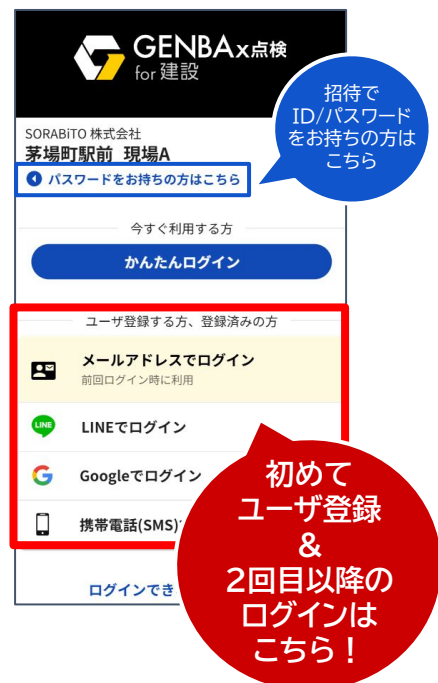 GENBAx点検
for 建設
招待で
ID/パスワード
をお持ちの方は
こちら
SORABiTO 株式会社
茅場町駅前 現場A
パスワードをお持ちの方はこちら
今すぐ利用する方
かんたんログイン
ユーザ登録する方、登録済みの方
メールアドレスでログイン
前回ログイン時に利用
LINE
LINEでログイン
Googleでログイン
携帯電話(SMS)
ログインでき
初めて
ユーザ登録
&
2回目以降の
ログインは
こちら！